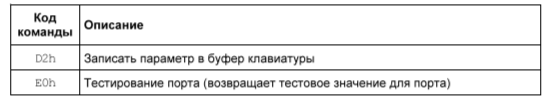 Код команды Описание
D2h Записать параметр в буфер клавиатуры
E0h Тестирование порта (возвращает тестовое значение для порта)